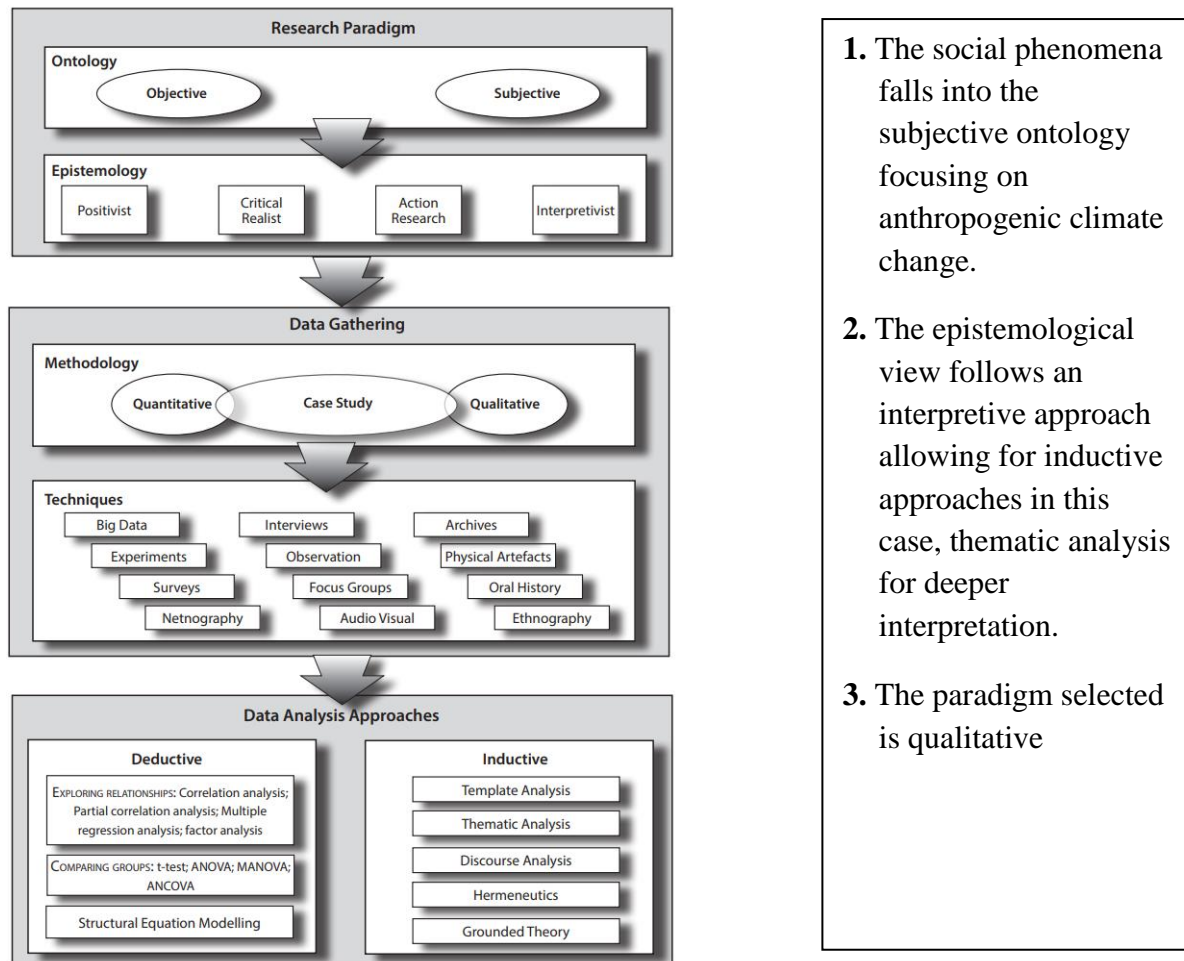 Research Paradigm
Ontology
Objective
Subjective
Epistemology
Positivist
Critical
Realist
Action
Research
Interpretivist
Data Gathering
Methodology
Quantitative
Case Study
Qualitative
Techniques
Big Data
Interviews
Archives
Experiments
Observation
Physical Artefacts
Surveys
Focus Groups
Oral History
Netnography
Audio Visual
Ethnography
Data Analysis Approaches
Deductive
EXPLORING RELATIONSHIPS: Correlation analysis;
Partial correlation analysis; Multiple
regression analysis; factor analysis
COMPARING GROUPS: t-test; ANOVA; MANOVA;
ANCOVA
Structural Equation Modelling
Inductive
Template Analysis
Thematic Analysis
Discourse Analysis
Hermeneutics
Grounded Theory
1. The social phenomena
falls into the
subjective ontology
focusing on
anthropogenic climate
change.
2. The epistemological
view follows an
interpretive approach
allowing for inductive
approaches in this
case, thematic analysis
for deeper
interpretation.
3. The paradigm selected
is qualitative